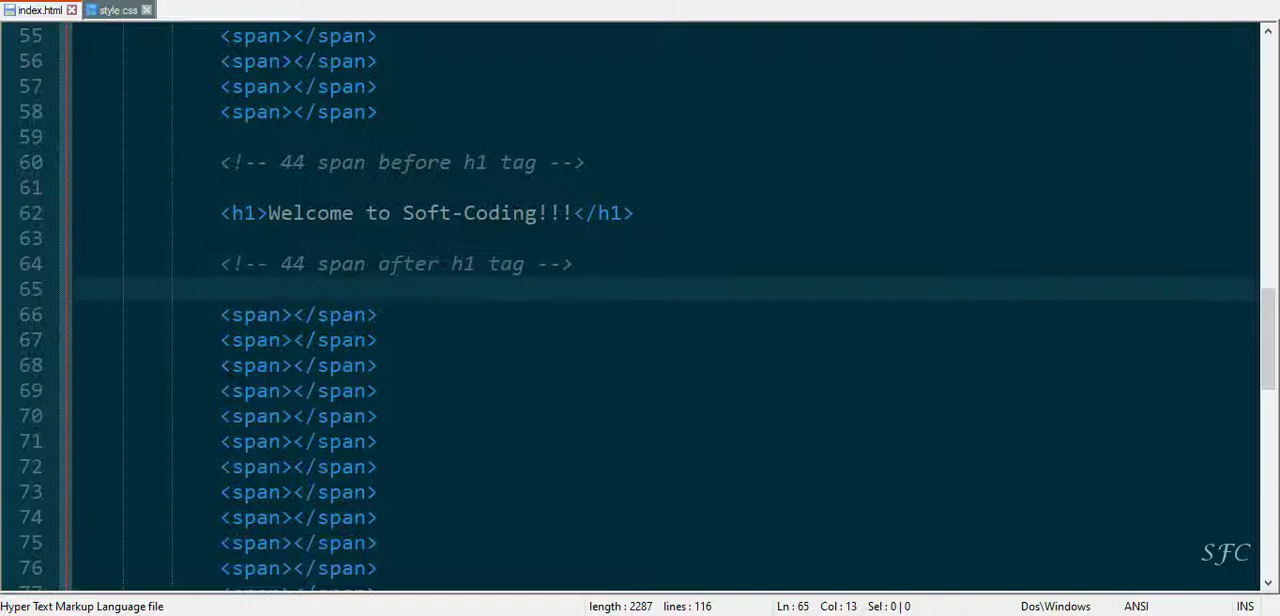 index.html style.css
55 <span></span>
56 <span></span>
57 <span></span>
58 <span></span>
59
60 <!-- 44 span before h1 tag -->
61
62 <h1>Welcome to Soft-Coding!!!</h1>
63
64 <!-- 44 span after h1 tag -->
65
66 <span></span>
67 <span></span>
68 <span></span>
69 <span></span>
70 <span></span>
71 <span></span>
72 <span></span>
73 <span></span>
74 <span></span>
75 <span></span>
76 <span></span>
SFC
Hyper Text Markup Language file length : 2287 lines : 116 Ln : 65 Col : 13 Sel : 0 | 0 Dos\Windows ANSI INS